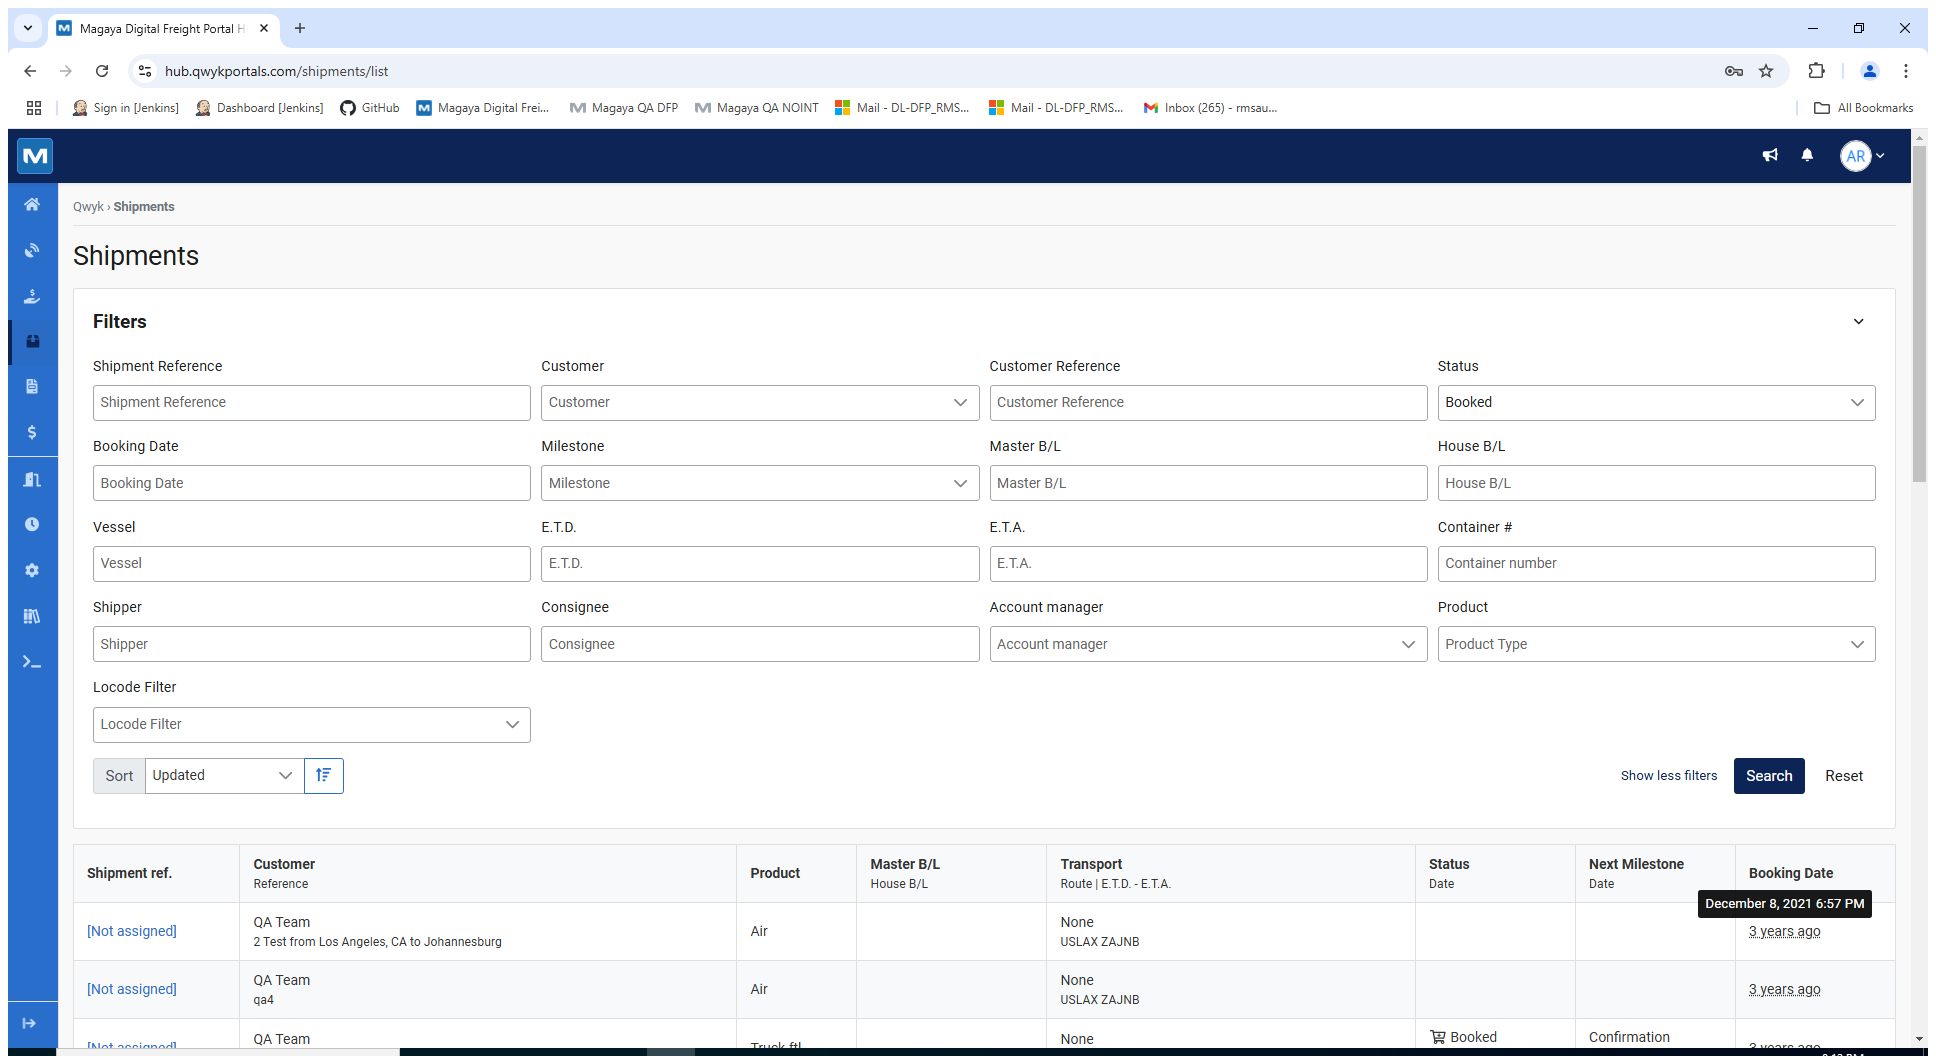 Magaya Digital Freight Portal H
hub.qwykportals.com/shipments/list
Sign in [Jenkins]
Dashboard [Jenkins]
GitHub
Magaya Digital Frei...
Magaya QA DFP
Magaya QA NOINT
Mail - DL-DFP_RMS...
Mail - DL-DFP_RMS...
Inbox (265) - rmsau...
All Bookmarks
M
AR
Qwyk › Shipments
Shipments
Filters
Shipment Reference
Customer
Customer Reference
Status
Shipment Reference
Customer
Customer Reference
Booked
Booking Date
Milestone
Master B/L
House B/L
Booking Date
Milestone
Master B/L
House B/L
Vessel
E.T.D.
E.T.A.
Container #
Vessel
E.T.D.
E.T.A.
Container number
Shipper
Consignee
Account manager
Product
Shipper
Consignee
Account manager
Product Type
Locode Filter
Locode Filter
Sort
Updated
Show less filters
Search
Reset
Shipment ref.
Customer
Reference
Product
Master B/L
House B/L
Transport
Route | E.T.D. - E.T.A.
Status
Date
Next Milestone
Date
Booking Date
December 8, 2021 6:57 PM
[Not assigned]
QA Team
2 Test from Los Angeles, CA to Johannesburg
Air
None
USLAX ZAJNB
3 years ago
[Not assigned]
QA Team
qa4
Air
None
USLAX ZAJNB
3 years ago
[Not assigned]
QA Team
Truck ftl
None
Booked
Confirmation
3 years ago